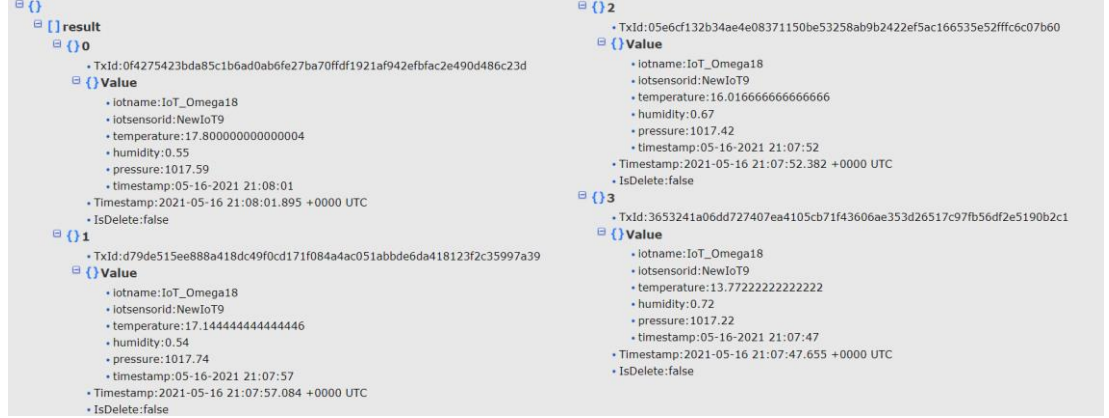 {}
[] result
{} 0
TxId:0f4275423bda85c1b6ad0ab6fe27ba70ffdf1921af942efbfac2e490d486c23d
{} Value
iotname:IoT_Omega18
iotsensorid:NewIoT9
temperature:17.800000000000004
humidity:0.55
pressure:1017.59
timestamp:05-16-2021 21:08:01
Timestamp:2021-05-16 21:08:01.895 +0000 UTC
IsDelete:false
{} 1
TxId:d79de515ee888a418dc49f0cd171f084a4ac051abbde6da418123f2c35997a39
{} Value
iotname:IoT_Omega18
iotsensorid:NewIoT9
temperature:17.144444444444446
humidity:0.54
pressure:1017.74
timestamp:05-16-2021 21:07:57
Timestamp:2021-05-16 21:07:57.084 +0000 UTC
IsDelete:false
{} 2
TxId:05e6cf132b34ae4e08371150be53258ab9b2422ef5ac166535e52fffc6c07b60
{} Value
iotname:IoT_Omega18
iotsensorid:NewIoT9
temperature:16.016666666666666
humidity:0.67
pressure:1017.42
timestamp:05-16-2021 21:07:52
Timestamp:2021-05-16 21:07:52.382 +0000 UTC
IsDelete:false
{} 3
TxId:3653241a06dd727407ea4105cb71f43606ae353d26517c97fb56df2e5190b2c1
{} Value
iotname:IoT_Omega18
iotsensorid:NewIoT9
temperature:13.77222222222222
humidity:0.72
pressure:1017.22
timestamp:05-16-2021 21:07:47
Timestamp:2021-05-16 21:07:47.655 +0000 UTC
IsDelete:false